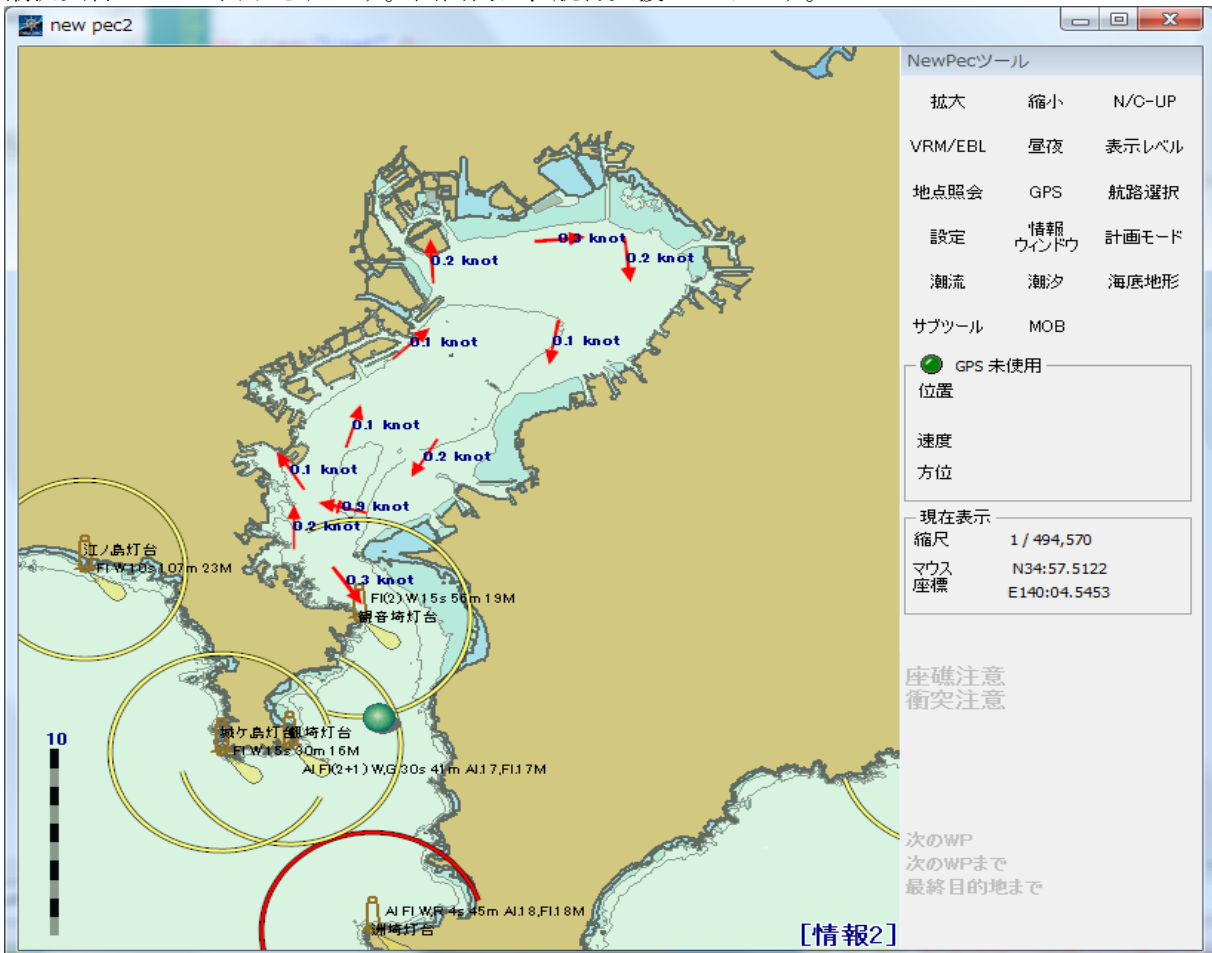 new pec2
NewPecツール
拡大 縮小 N/C-UP
VRM/EBL 昼夜 表示レベル
地点照会 GPS 航路選択
設定 情報ウィンドウ 計画モード
潮流 潮汐 海底地形
サブツール MOB
GPS 未使用
位置
速度
方位
現在表示
縮尺 1 / 494,570
マウス座標 N34:57.5122
E140:04.5453
座礁注意
衝突注意
次のWP
次のWPまで
最終目的地まで
knot
0.2 knot
0.2 knot
0.1 knot
0.1 knot
0.1 knot
0.2 knot
0.1 knot
knot
0.2 knot
0.3 knot
江ノ島灯台
Fl W 10s 107m 23M
Fl(2) W 15s 56m 19M
観音埼灯台
城ケ島灯台
埼灯台
Fl W 15s 30m 16M
Al Fl(2+1) W,G 30s 41m Al.17,Fl.17M
Al Fl W,R 4s 45m Al.18,Fl.18M
洲埼灯台
10
[情報2]